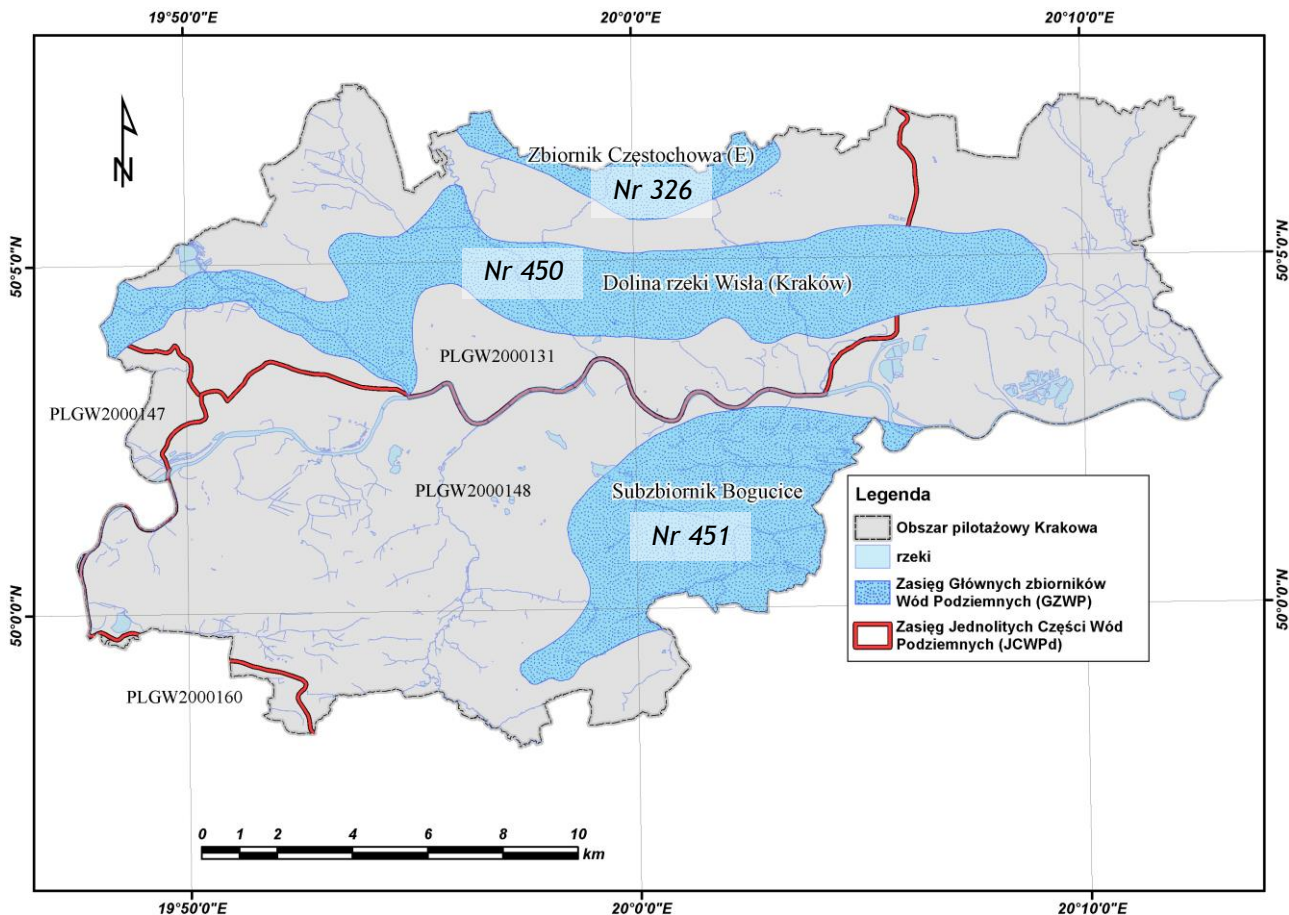 19°50'0"E 20°0'0"E 20°10'0"E
N
Zbiornik Częstochowa (E)
Nr 326
50°5'0"N 50°5'0"N
Nr 450
Dolina rzeki Wisła (Kraków)
PLGW2000131
PLGW2000147
PLGW2000148
Subzbiornik Bogucice
Nr 451
Legenda
Obszar pilotażowy Krakowa
rzeki
Zasięg Głównych zbiorników
Wód Podziemnych (GZWP)
Zasięg Jednolitych Części Wód
Podziemnych (JCWPd)
50°0'0"N 50°0'0"N
PLGW2000160
0 1 2 4 6 8 10
km
19°50'0"E 20°0'0"E 20°10'0"E